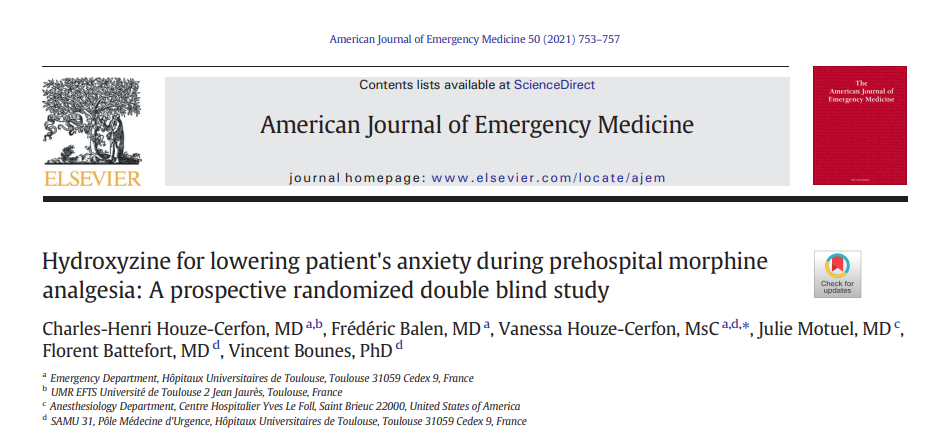 American Journal of Emergency Medicine 50 (2021) 753–757
Contents lists available at ScienceDirect
American Journal of Emergency Medicine
journal homepage: www.elsevier.com/locate/ajem
ELSEVIER
The
American Journal of
Emergency Medicine
Hydroxyzine for lowering patient's anxiety during prehospital morphine
analgesia: A prospective randomized double blind study
Check for
updates
Charles-Henri Houze-Cerfon, MD a,b, Frédéric Balen, MD a, Vanessa Houze-Cerfon, MsC a,d,*, Julie Motuel, MD c,
Florent Battefort, MD d, Vincent Bounes, PhD d
a Emergency Department, Hôpitaux Universitaires de Toulouse, Toulouse 31059 Cedex 9, France
b UMR EFTS Université de Toulouse 2 Jean Jaurès, Toulouse, France
c Anesthesiology Department, Centre Hospitalier Yves Le Foll, Saint Brieuc 22000, United States of America
d SAMU 31, Pôle Médecine d'Urgence, Hôpitaux Universitaires de Toulouse, Toulouse 31059 Cedex 9, France